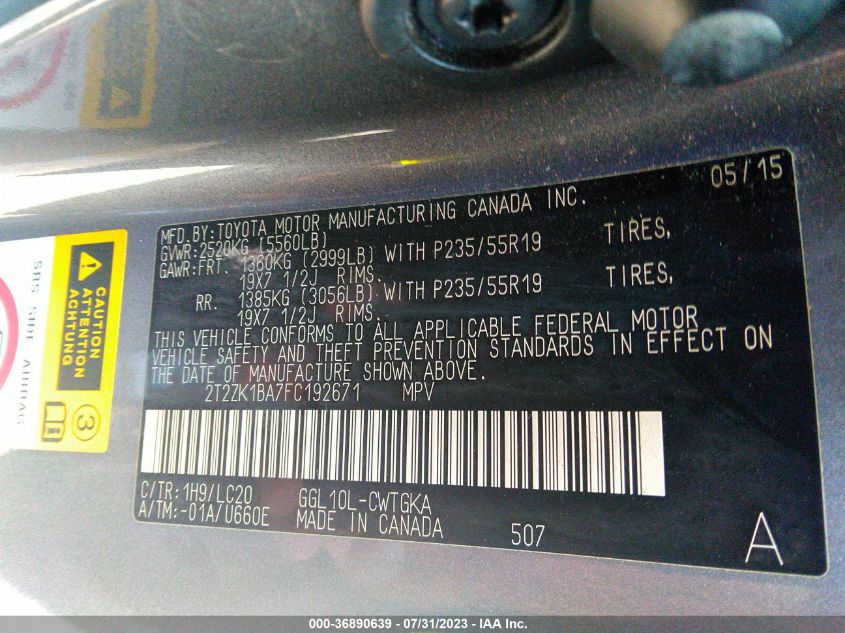 05/15
MFD.BY:TOYOTA MOTOR MANUFACTURING CANADA INC.
GVWR:2520KG (5560LB)
GAWR:FRT. 1360KG (2999LB) WITH P235/55R19 TIRES,
19X7 1/2J RIMS.
RR. 1385KG (3056LB) WITH P235/55R19 TIRES,
19X7 1/2J RIMS.
THIS VEHICLE CONFORMS TO ALL APPLICABLE FEDERAL MOTOR
VEHICLE SAFETY AND THEFT PREVENTION STANDARDS IN EFFECT ON
THE DATE OF MANUFACTURE SHOWN ABOVE.
2T2ZK1BA7FC192671 MPV
C/TR:1H9/LC20 GGL10L-CWTGKA
A/TM:-01A/U660E MADE IN CANADA 507
A
CAUTION
ATTENTION
ACHTUNG
SRS SIDE AIRBAG
3
000-36890639 - 07/31/2023 - IAA, Inc.